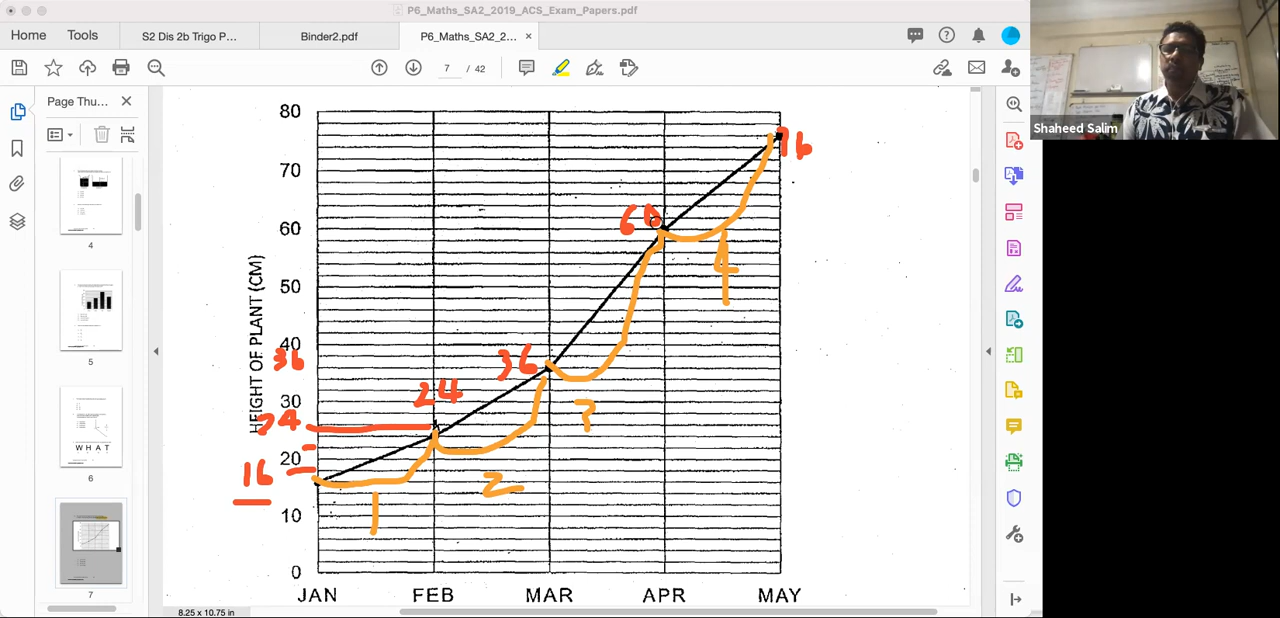 P6_Maths_SA2_2019_ACS_Exam_Papers.pdf
Home
Tools
S2 Dis 2b Trigo P...
Binder2.pdf
P6_Maths_SA2_2... ×
7 / 42
Page Thu...
4
5
W H A T
6
7
HEIGHT OF PLANT (CM)
80
70
60
50
40
30
20
10
0
JAN FEB MAR APR MAY
76
60
36
36
24
24
16
1
2
3
4
8.25 x 10.75 in
Shaheed Salim